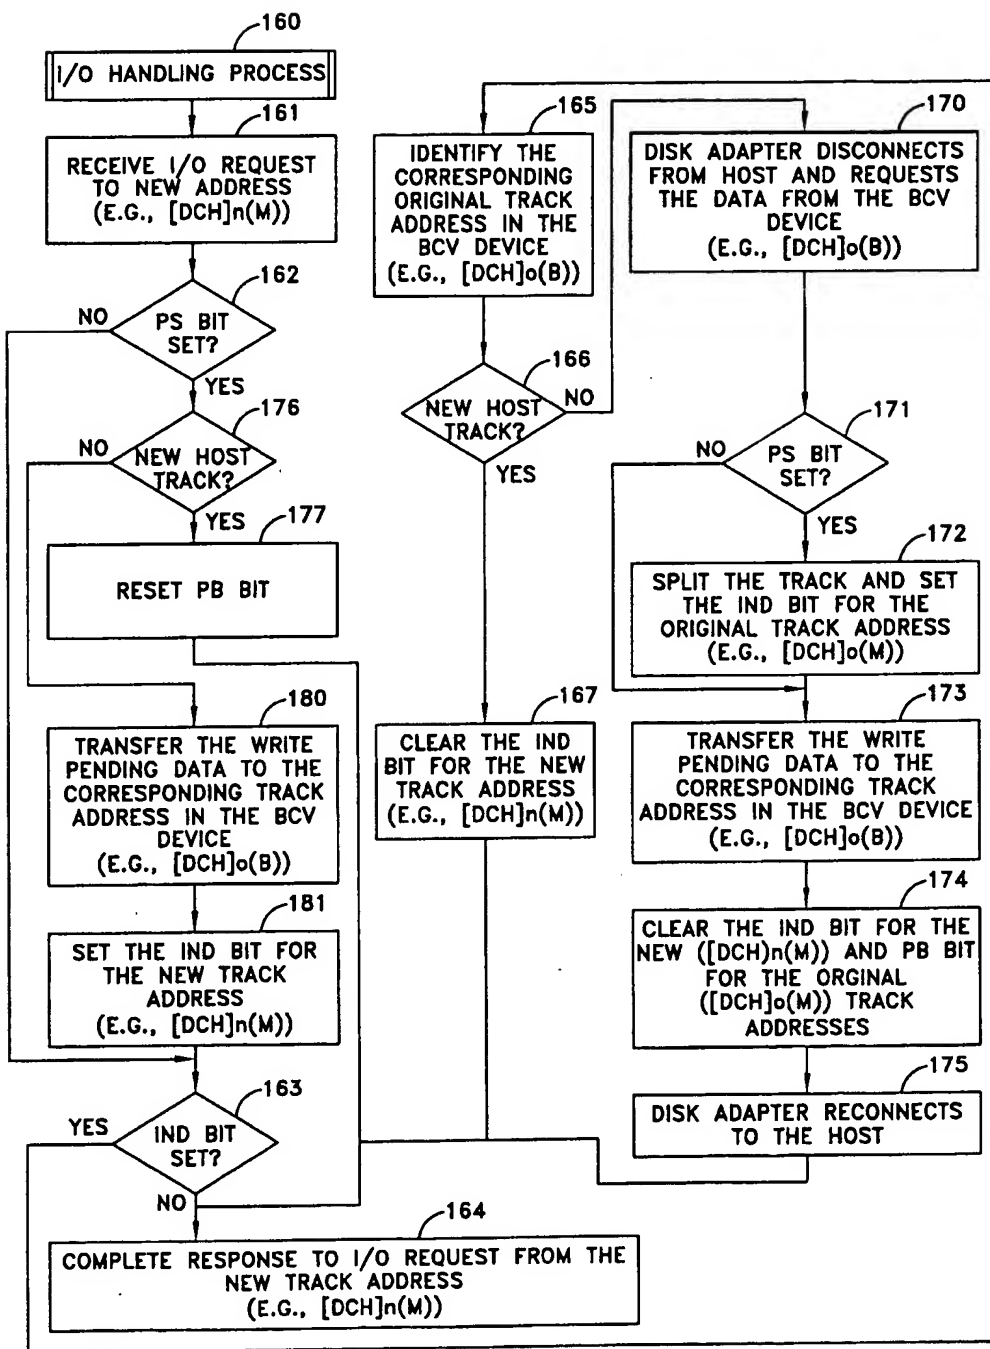 160
I/O HANDLING PROCESS
161
RECEIVE I/O REQUEST
TO NEW ADDRESS
(E.G., [DCH]n(M))
162
PS BIT
SET?
NO
YES
176
NEW HOST
TRACK?
NO
YES
177
RESET PB BIT
180
TRANSFER THE WRITE
PENDING DATA TO THE
CORRESPONDING TRACK
ADDRESS IN THE BCV
DEVICE
(E.G., [DCH]o(B))
181
SET THE IND BIT FOR
THE NEW TRACK
ADDRESS
(E.G., [DCH]n(M))
163
YES
IND BIT
SET?
NO
164
COMPLETE RESPONSE TO I/O REQUEST FROM THE
NEW TRACK ADDRESS
(E.G., [DCH]n(M))
165
IDENTIFY THE
CORRESPONDING
ORIGINAL TRACK
ADDRESS IN THE
BCV DEVICE
(E.G., [DCH]o(B))
166
NEW HOST
TRACK?
NO
YES
167
CLEAR THE IND
BIT FOR THE NEW
TRACK ADDRESS
(E.G., [DCH]n(M))
170
DISK ADAPTER DISCONNECTS
FROM HOST AND REQUESTS
THE DATA FROM THE BCV
DEVICE
(E.G., [DCH]o(B))
171
NO
PS BIT
SET?
YES
172
SPLIT THE TRACK AND SET
THE IND BIT FOR THE
ORIGINAL TRACK ADDRESS
(E.G., [DCH]o(M))
173
TRANSFER THE WRITE
PENDING DATA TO THE
CORRESPONDING TRACK
ADDRESS IN THE BCV DEVICE
(E.G., [DCH]o(B))
174
CLEAR THE IND BIT FOR THE
NEW ([DCH)n(M)) AND PB BIT
FOR THE ORGINAL
([DCH]o(M)) TRACK
ADDRESSES
175
DISK ADAPTER RECONNECTS
TO THE HOST